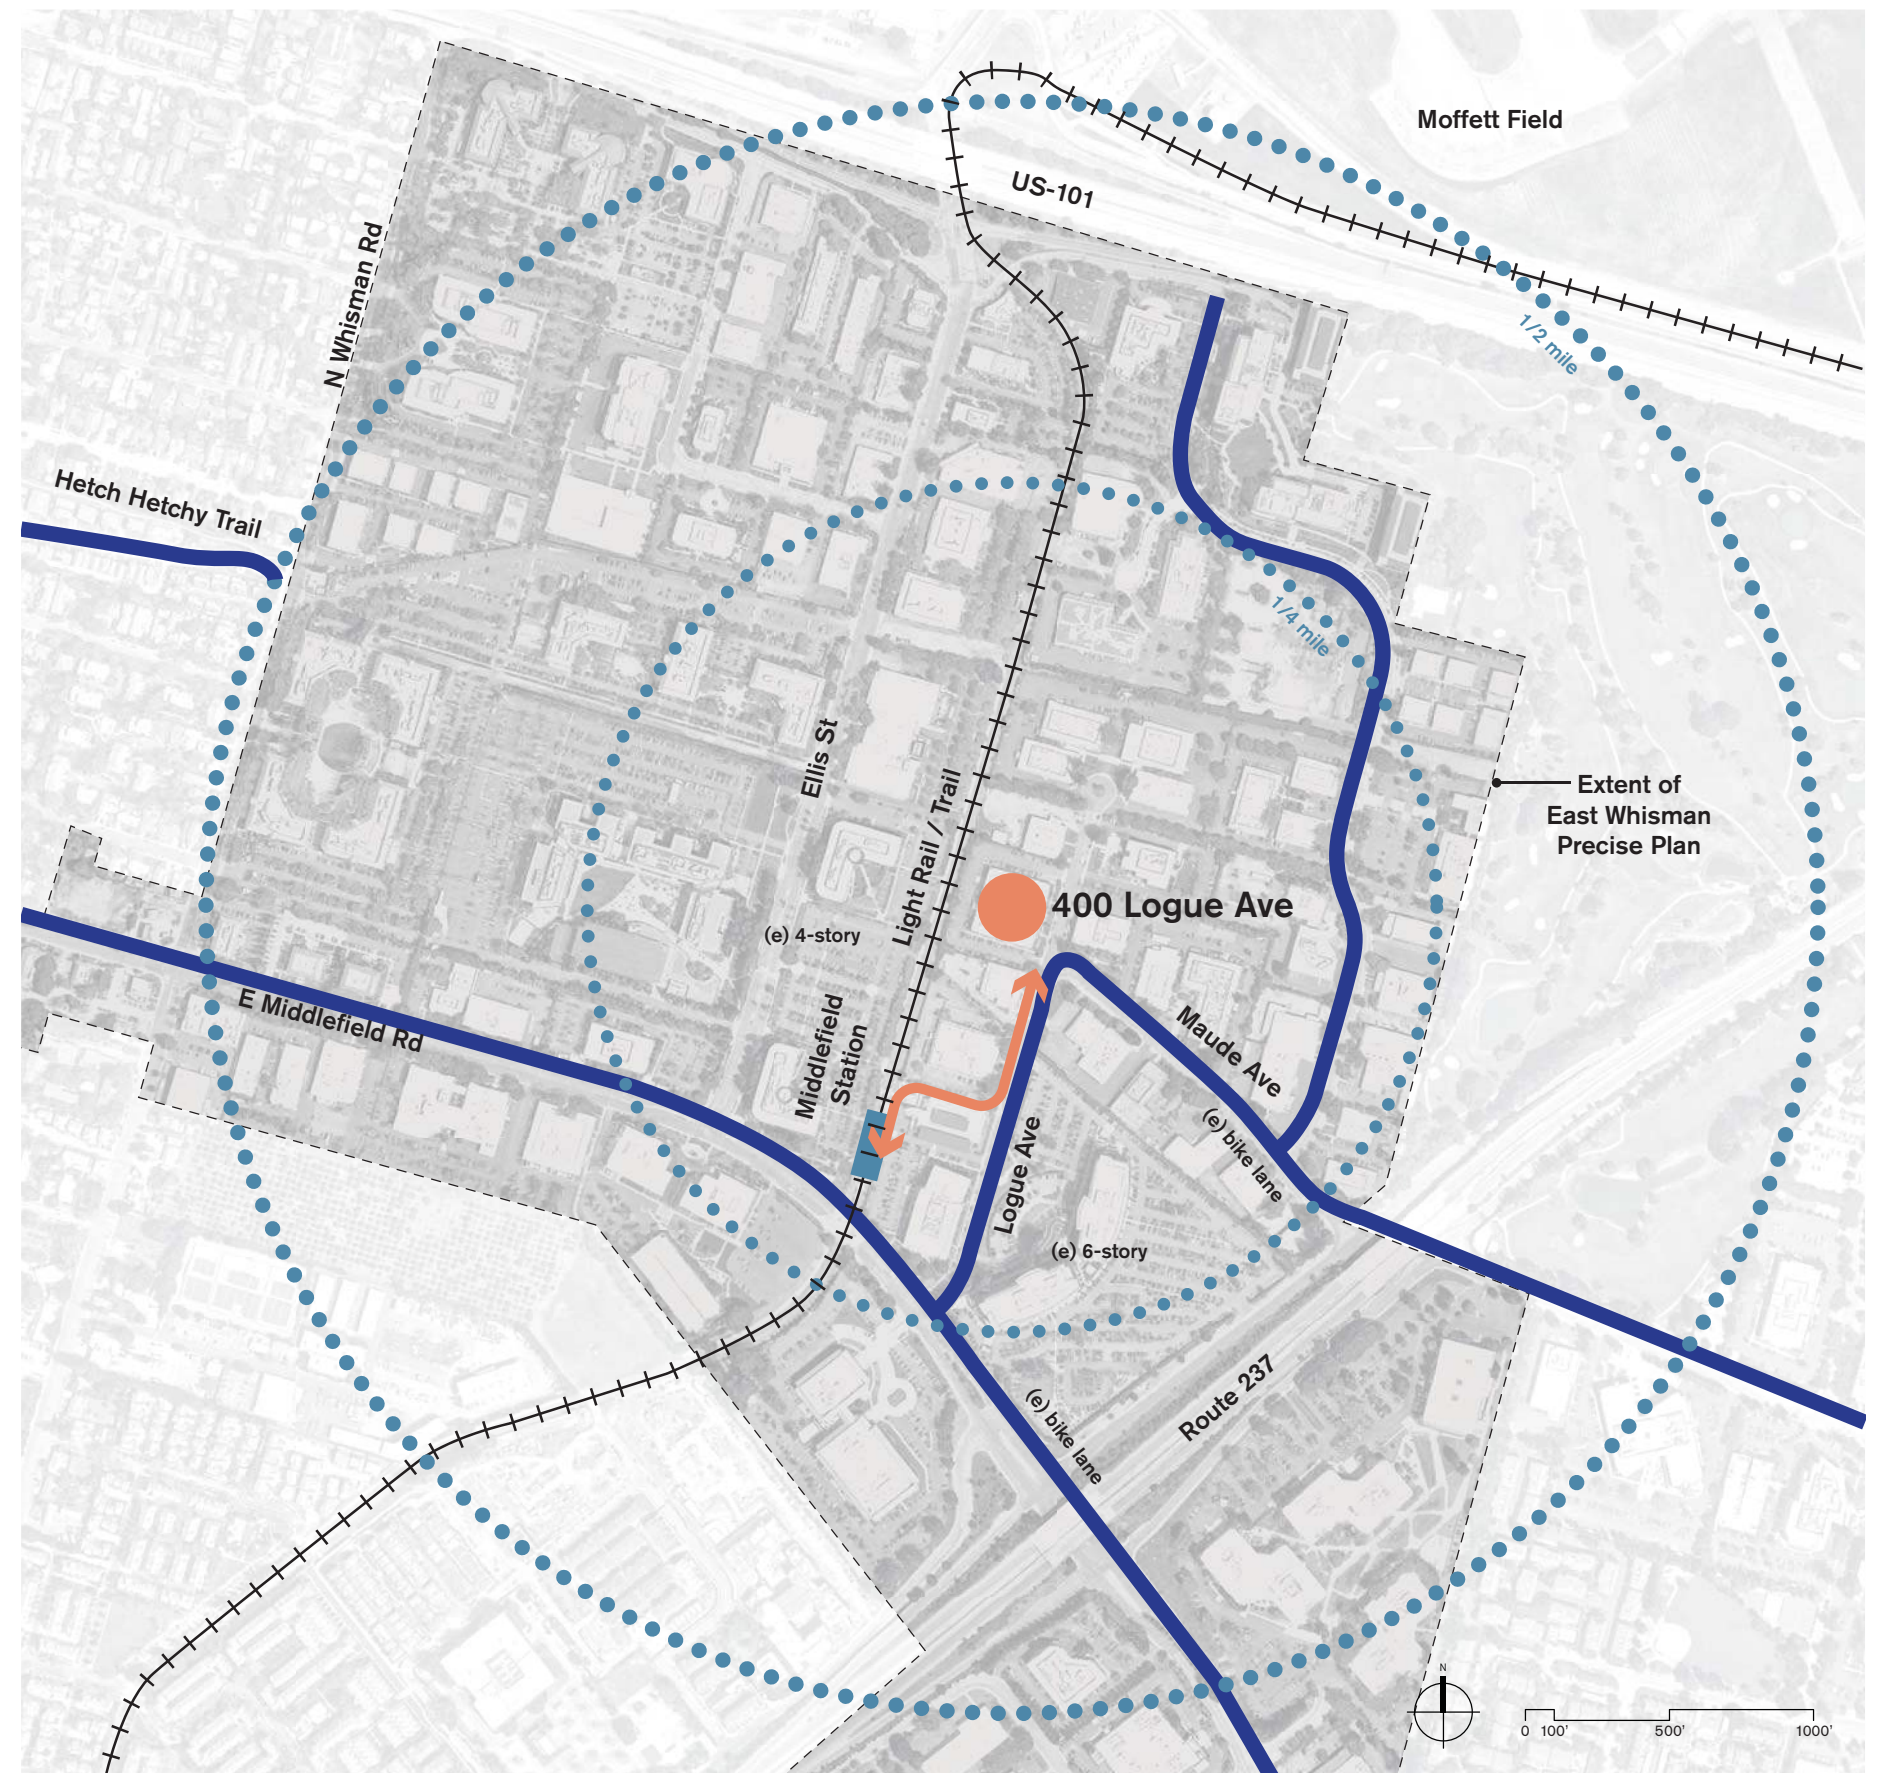 Moffett Field
US-101
N Whisman Rd
1/2 mile
Hetch Hetchy Trail
1/4 mile
Ellis St
Light Rail / Trail
Extent of
East Whisman
Precise Plan
400 Logue Ave
(e) 4-story
E Middlefield Rd
Middlefield
Station
Maude Ave
(e) bike lane
Logue Ave
(e) 6-story
Route 237
(e) bike lane
N
0 100' 500' 1000'